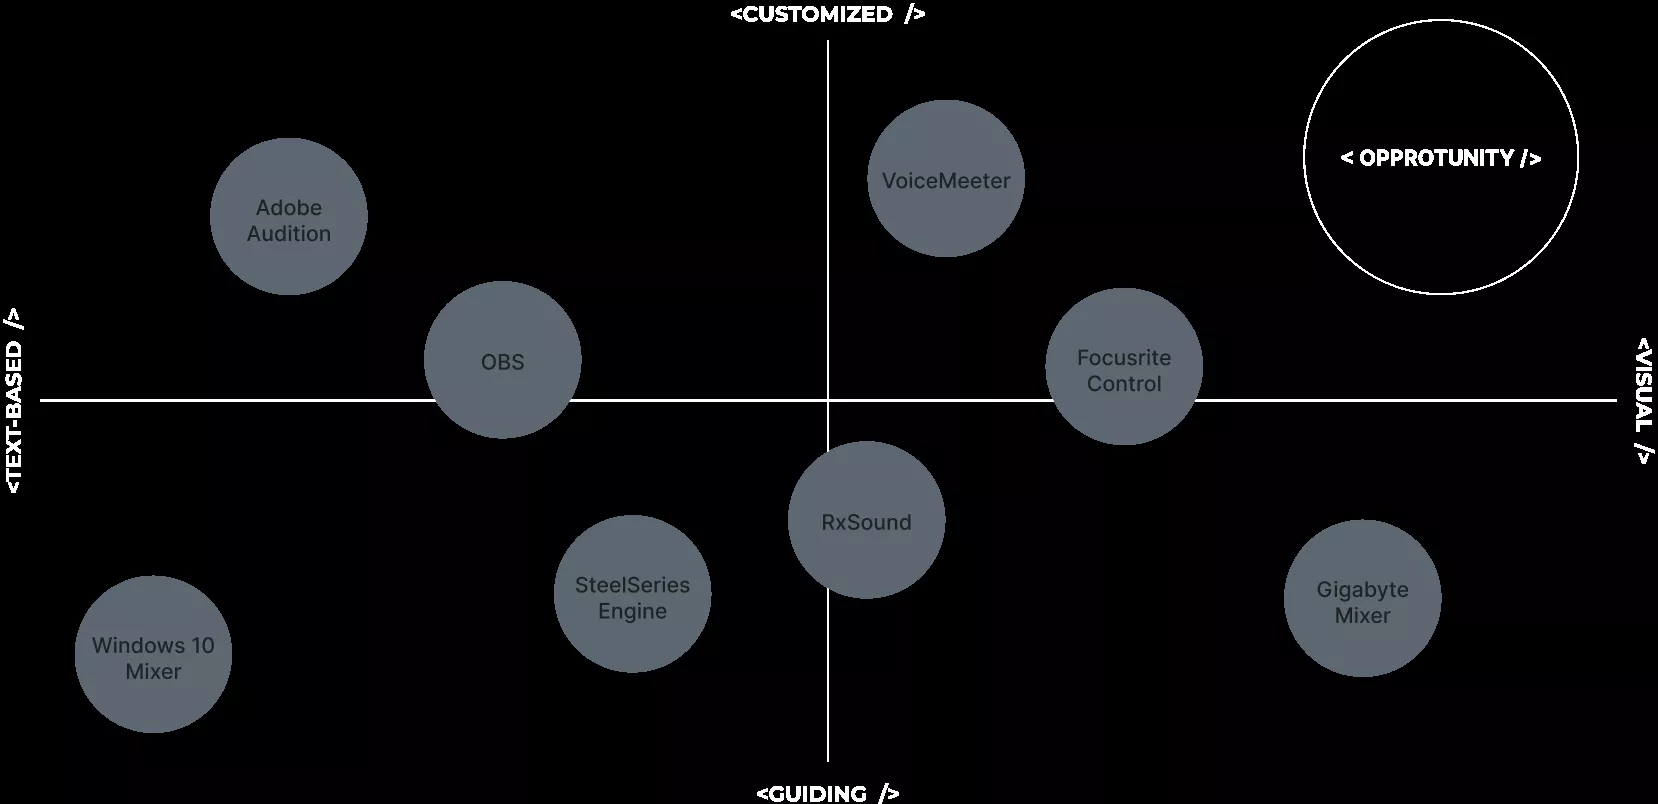 <CUSTOMIZED />
< OPPROTUNITY />
VoiceMeeter
Adobe
Audition
OBS
Focusrite
Control
<TEXT-BASED />
<VISUAL />
RxSound
SteelSeries
Engine
Gigabyte
Mixer
Windows 10
Mixer
<GUIDING />